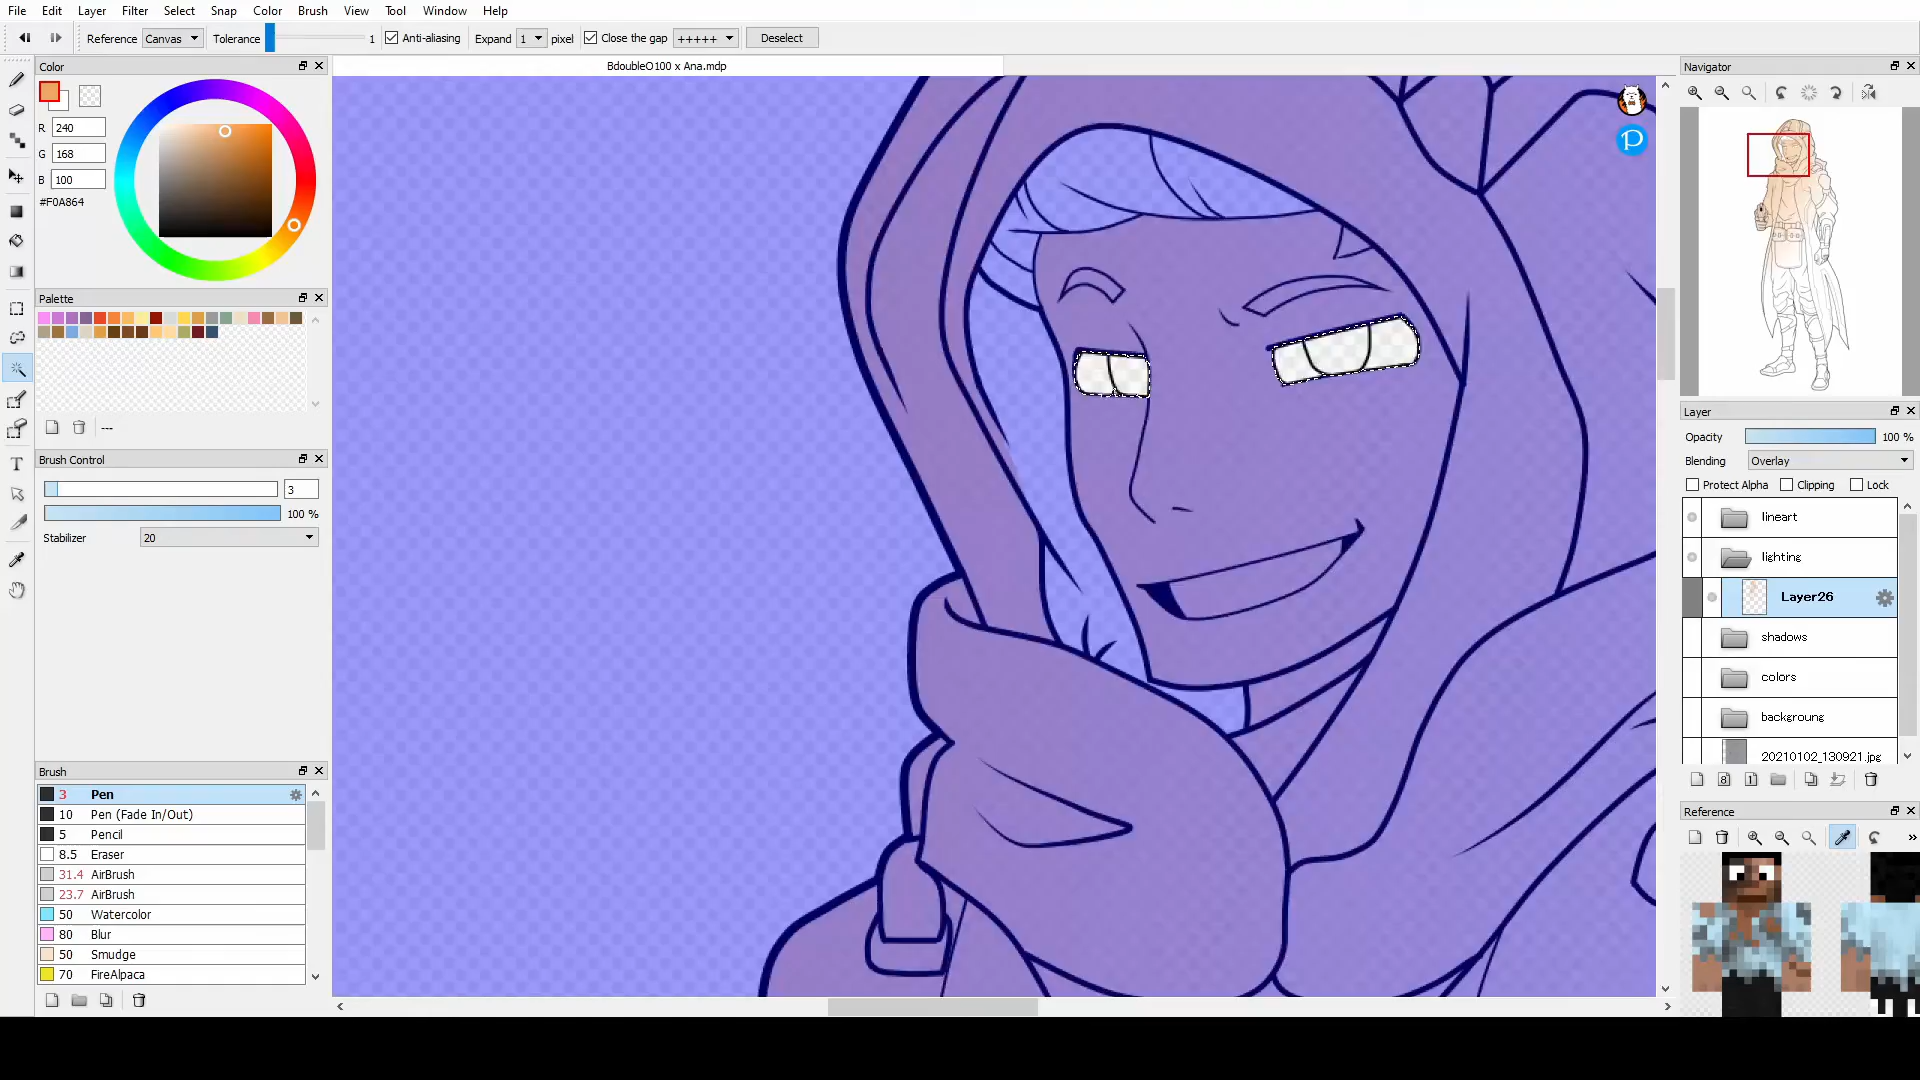 File Edit Layer Filter Select Snap Color Brush View Tool Window Help
Reference Canvas Tolerance 1 Anti-aliasing Expand 1 pixel Close the gap +++++ Deselect
Color
BdoubleO100 x Ana.mdp
Navigator
R 240
G 168
B 100
#F0A864
Palette
---
Brush Control
3
100 %
Stabilizer 20
Brush
3 Pen
10 Pen (Fade In/Out)
5 Pencil
8.5 Eraser
31.4 AirBrush
23.7 AirBrush
50 Watercolor
80 Blur
50 Smudge
70 FireAlpaca
P
Layer
Opacity 100 %
Blending Overlay
Protect Alpha Clipping Lock
lineart
lighting
Layer26
shadows
colors
backgroung
20210102_130921.jpg
8 1
Reference
»